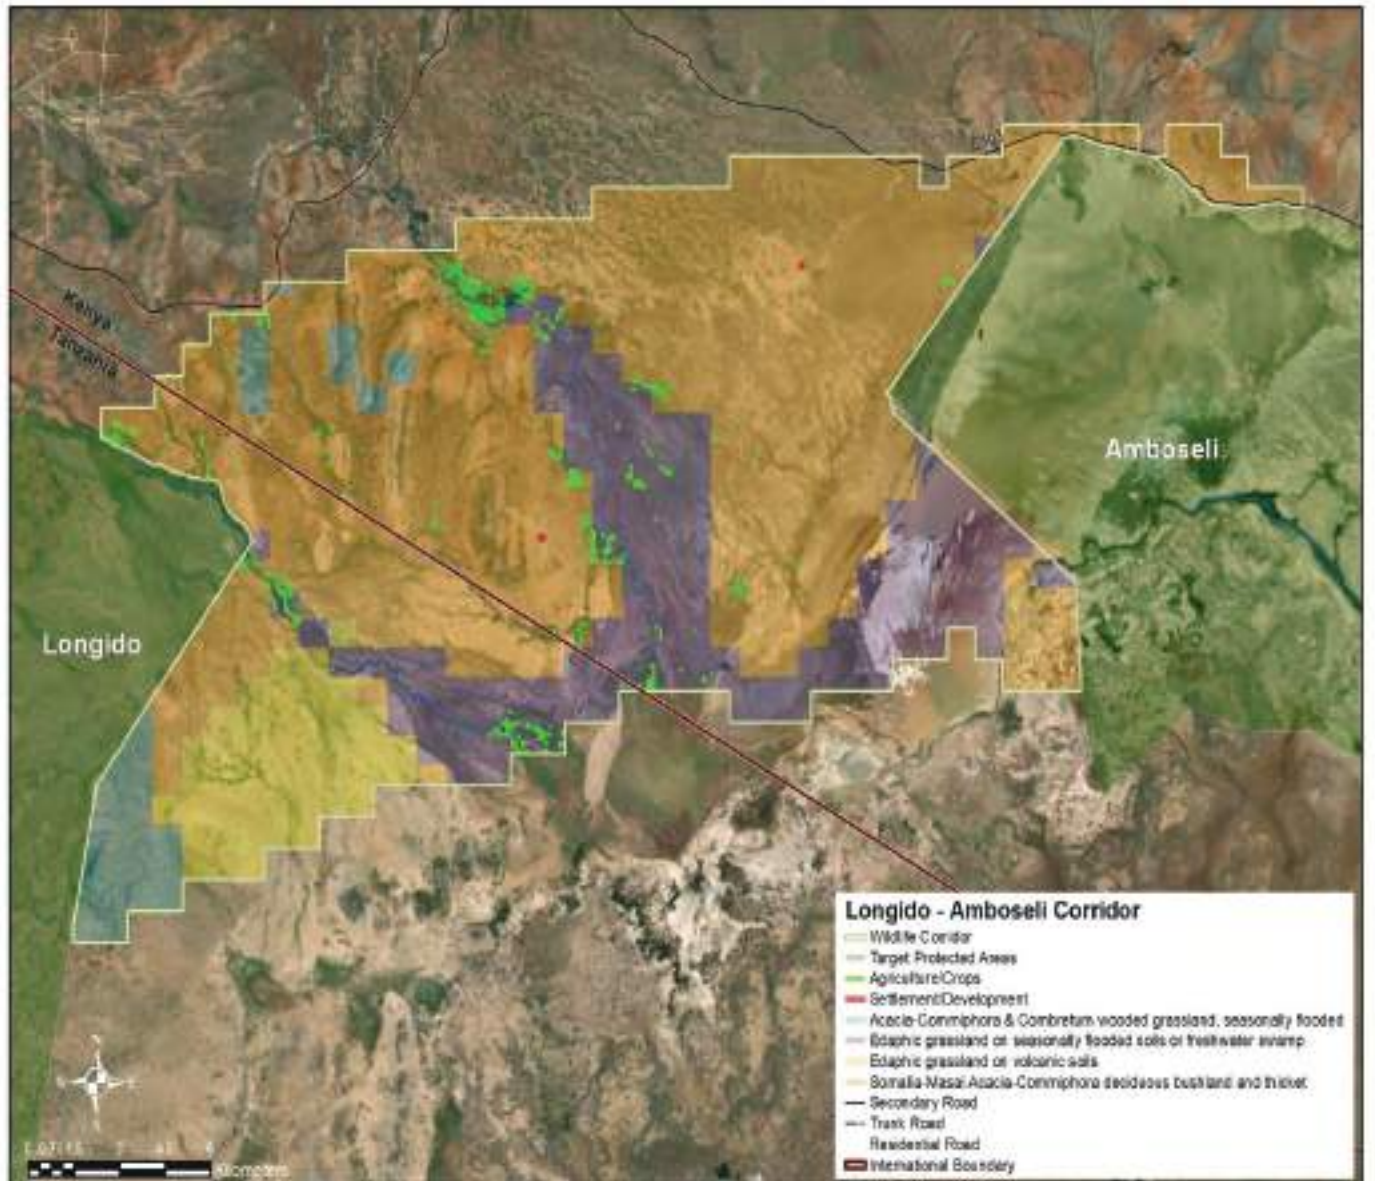 Kenya
Tanzania
Longido
Amboseli
Longido - Amboseli Corridor
Wildlife Corridor
Target Protected Areas
Agriculture/Crops
Settlement/Development
Acacia-Commiphora & Combretum wooded grassland, seasonally flooded
Edaphic grassland on seasonally flooded soils or freshwater swamp
Edaphic grassland on volcanic soils
Somalia-Masai Acacia-Commiphora deciduous bushland and thicket
Secondary Road
Trunk Road
Residential Road
International Boundary
Kilometers